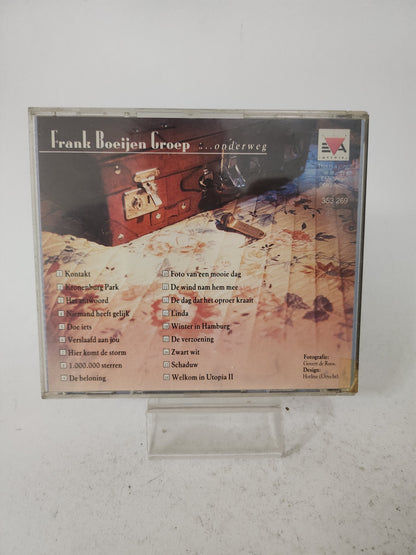 Frank Boeijen Groep ...onderweg
EVA
353 269
Kontakt
Kronenburg Park
Het antwoord
Niemand heeft gelijk
Doe iets
Verslaafd aan jou
Hier komt de storm
1.000.000 sterren
De beloning
Foto van een mooie dag
De wind nam hem mee
De dag dat het oproer kraait
Linda
Winter in Hamburg
De verzoening
Zwart wit
Schaduw
Welkom in Utopia II
Fotografie:
Govert de Roos.
Design: